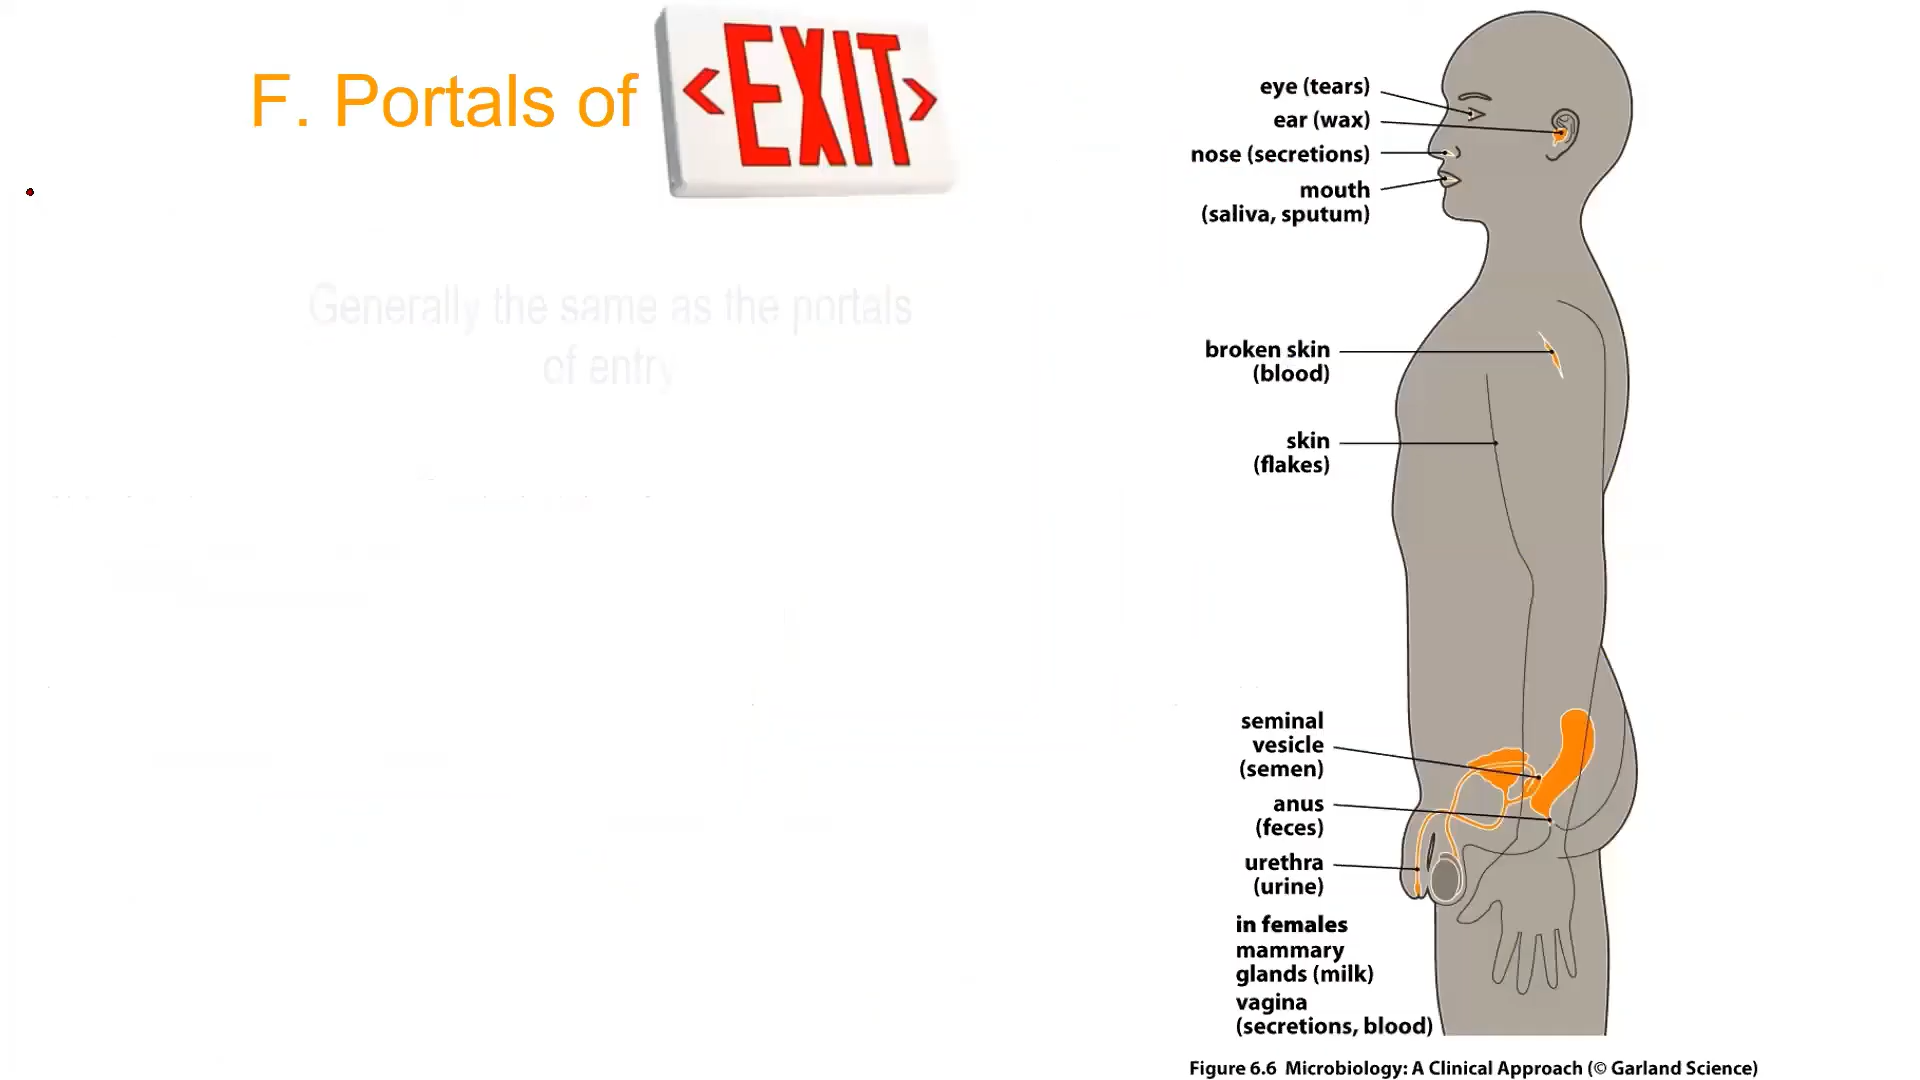 F. Portals of
<EXIT>
Generally the same as the portals
of entry
eye (tears)
ear (wax)
nose (secretions)
mouth
(saliva, sputum)
broken skin
(blood)
skin
(flakes)
seminal
vesicle
(semen)
anus
(feces)
urethra
(urine)
in females
mammary
glands (milk)
vagina
(secretions, blood)
Figure 6.6 Microbiology: A Clinical Approach (© Garland Science)